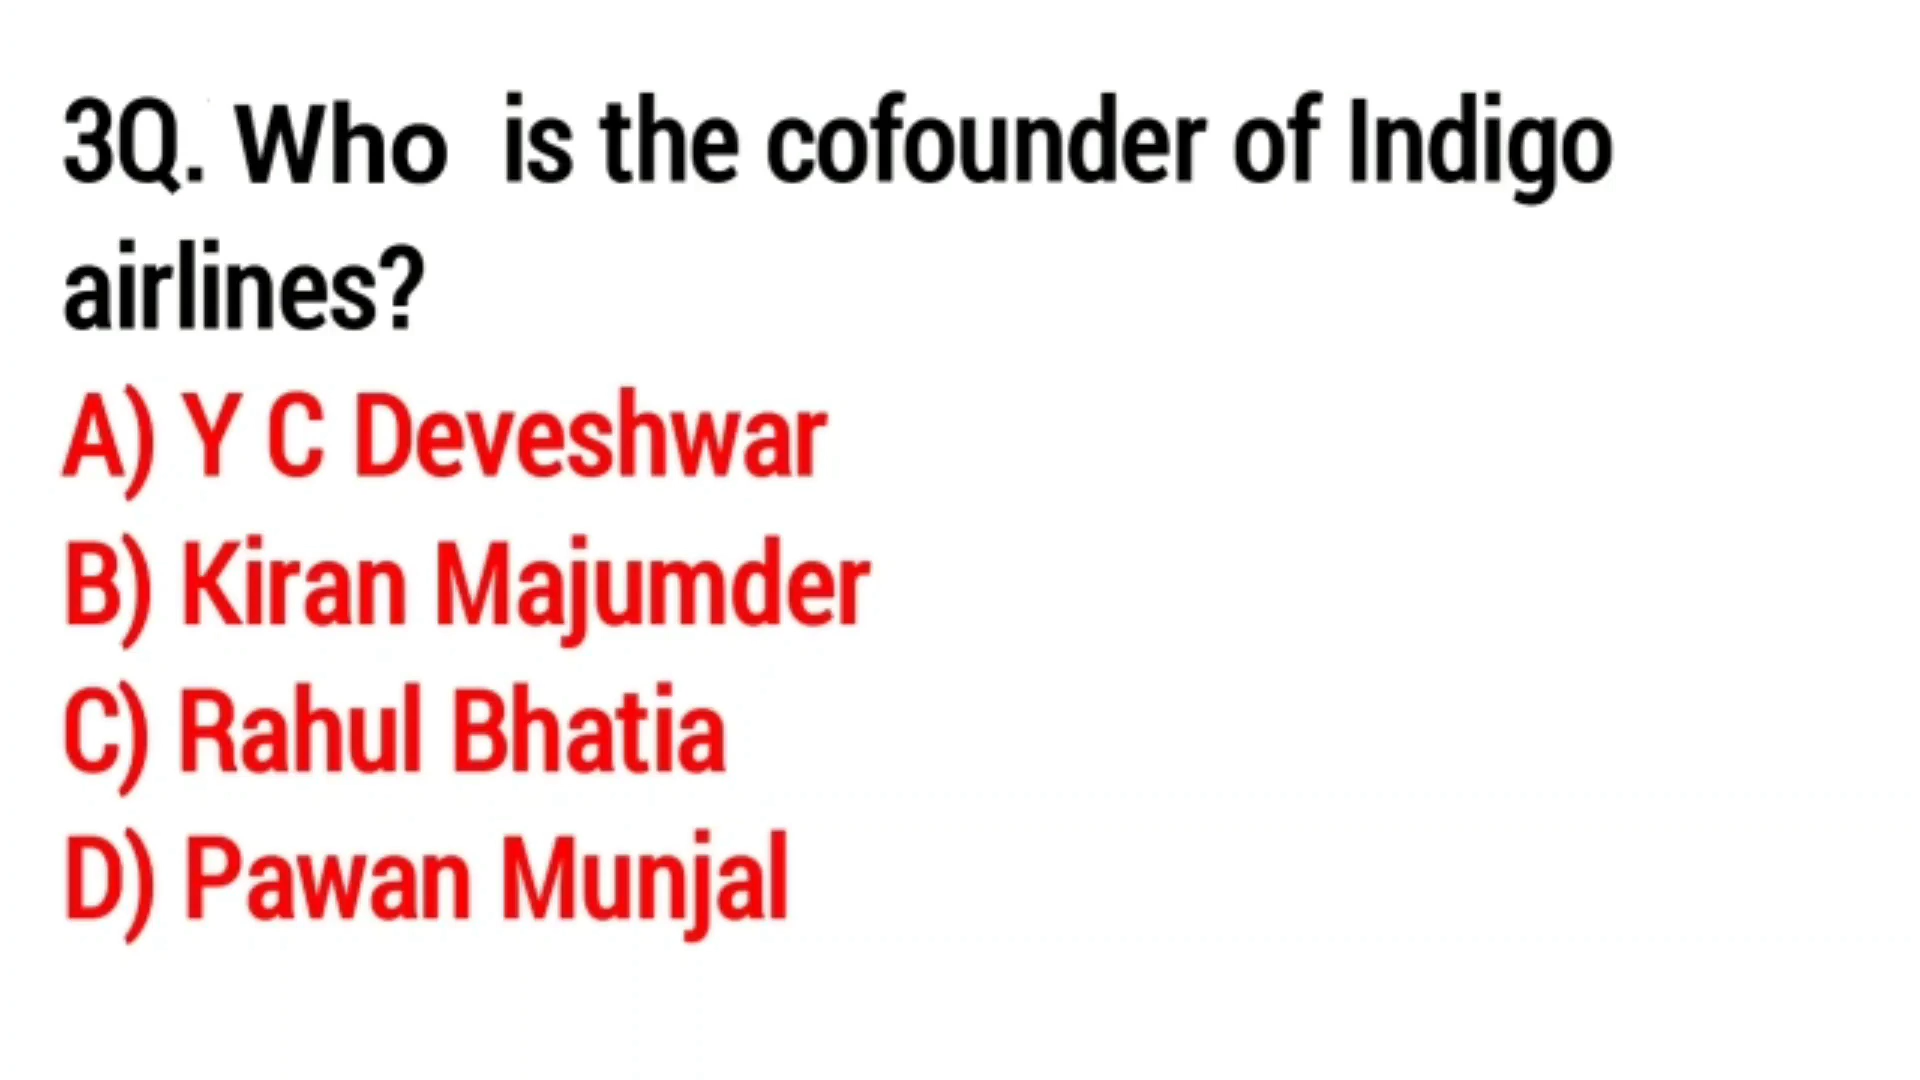 3Q. Who is the cofounder of Indigo
airlines?
A) Y C Deveshwar
B) Kiran Majumder
C) Rahul Bhatia
D) Pawan Munjal